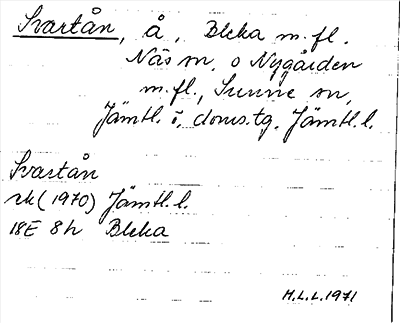 Svartån, å, Bleka m.fl.
Näs sn, o Nygården
m.fl., Sunne sn,
Jämtl. ö. doms.tg. Jämtl. l.
Svartån
rk (1970) Jämtl. l.
18E 8h Bleka
H.L.L. 1971